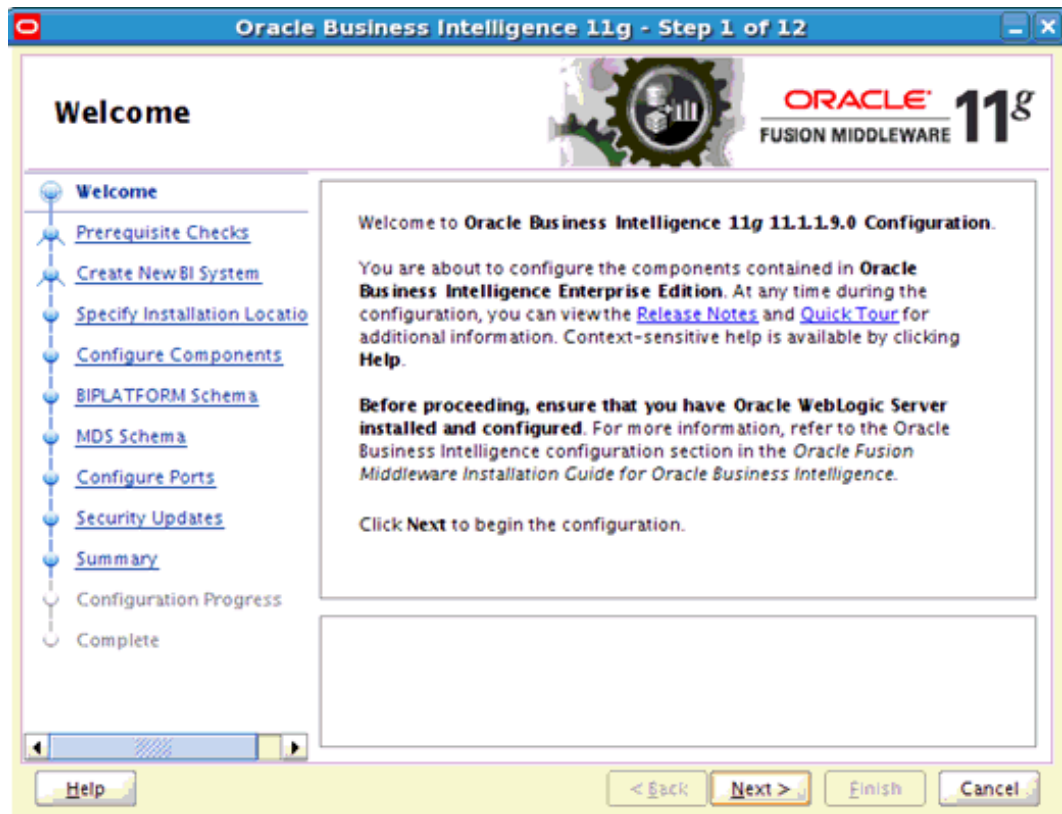 Oracle Business Intelligence 11g - Step 1 of 12
Welcome
ORACLE
FUSION MIDDLEWARE 11g
Welcome
Prerequisite Checks
Create New BI System
Specify Installation Locatio
Configure Components
BIPLATFORM Schema
MDS Schema
Configure Ports
Security Updates
Summary
Configuration Progress
Complete
Welcome to Oracle Business Intelligence 11g 11.1.1.9.0 Configuration.
You are about to configure the components contained in Oracle
Business Intelligence Enterprise Edition. At any time during the
configuration, you can view the Release Notes and Quick Tour for
additional information. Context-sensitive help is available by clicking
Help.
Before proceeding, ensure that you have Oracle WebLogic Server
installed and configured. For more information, refer to the Oracle
Business Intelligence configuration section in the Oracle Fusion
Middleware Installation Guide for Oracle Business Intelligence.
Click Next to begin the configuration.
Help
< Back
Next >
Finish
Cancel